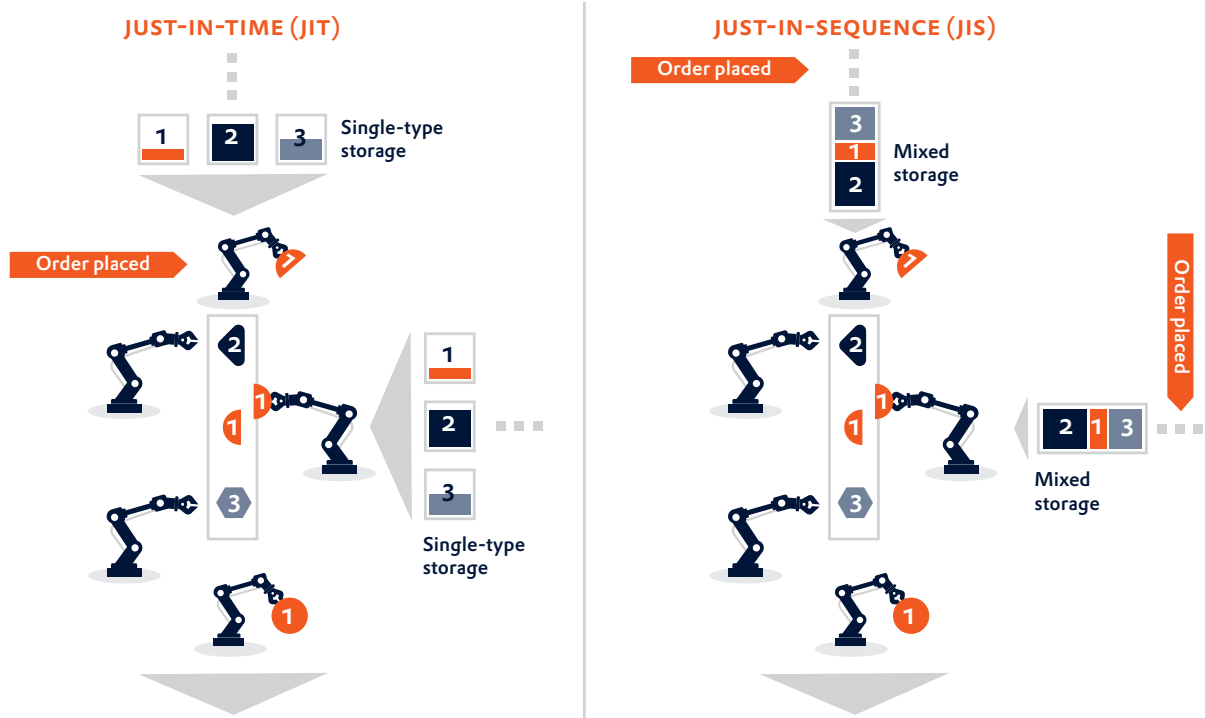 JUST-IN-TIME (JIT)
1
2
3
Single-type
storage
Order placed
1
2
1
1
3
1
1
2
3
Single-type
storage
JUST-IN-SEQUENCE (JIS)
Order placed
3
1
2
Mixed
storage
1
2
1
1
3
1
Order placed
2 1 3
Mixed
storage